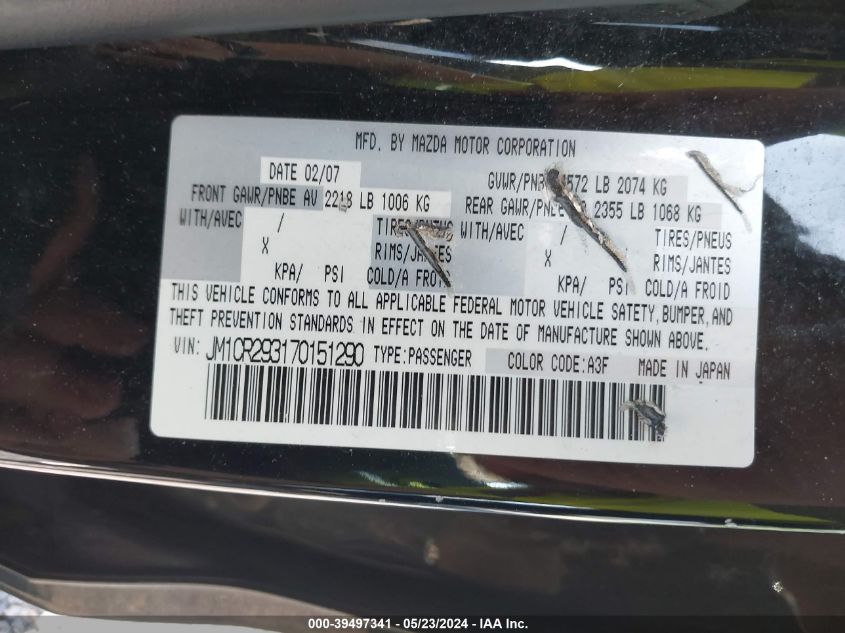 MFD. BY MAZDA MOTOR CORPORATION
DATE 02/07
GVWR/PNB 572 LB 2074 KG
FRONT GAWR/PNBE AV 2218 LB 1006 KG
REAR GAWR/PNBE 2355 LB 1068 KG
WITH/AVEC / TIRES/PNEUS WITH/AVEC / TIRES/PNEUS
X RIMS/JANTES X RIMS/JANTES
KPA/ PSI COLD/A FROID KPA/ PSI COLD/A FROID
THIS VEHICLE CONFORMS TO ALL APPLICABLE FEDERAL MOTOR VEHICLE SAFETY, BUMPER, AND
THEFT PREVENTION STANDARDS IN EFFECT ON THE DATE OF MANUFACTURE SHOWN ABOVE.
VIN: JM1CR293170151290 TYPE:PASSENGER COLOR CODE:A3F MADE IN JAPAN
000-39497341 / 05/23/2024 - IAA Inc.